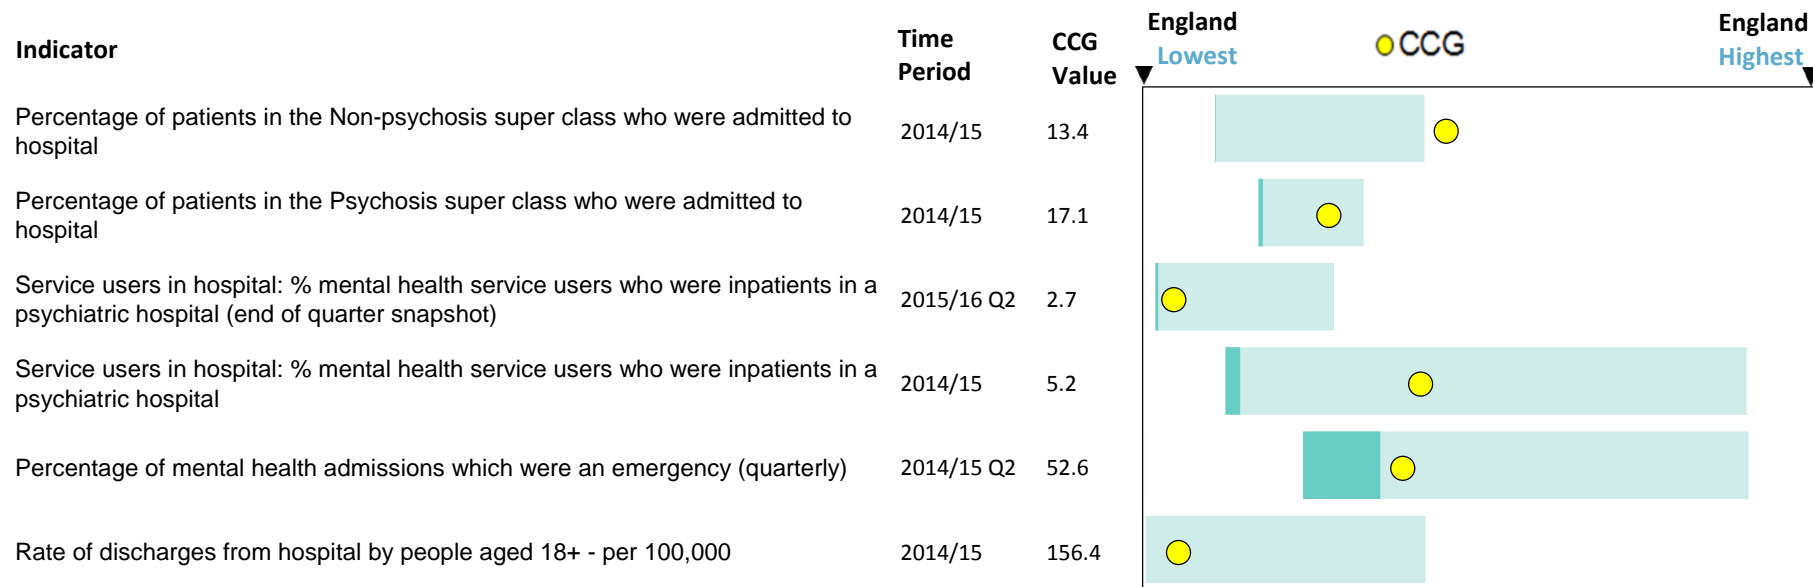 Indicator
Time
Period
CCG
Value
England
Lowest
CCG
England
Highest
Percentage of patients in the Non-psychosis super class who were admitted to
hospital
2014/15
13.4
Percentage of patients in the Psychosis super class who were admitted to
hospital
2014/15
17.1
Service users in hospital: % mental health service users who were inpatients in a
psychiatric hospital (end of quarter snapshot)
2015/16 Q2
2.7
Service users in hospital: % mental health service users who were inpatients in a
psychiatric hospital
2014/15
5.2
Percentage of mental health admissions which were an emergency (quarterly)
2014/15 Q2
52.6
Rate of discharges from hospital by people aged 18+ - per 100,000
2014/15
156.4